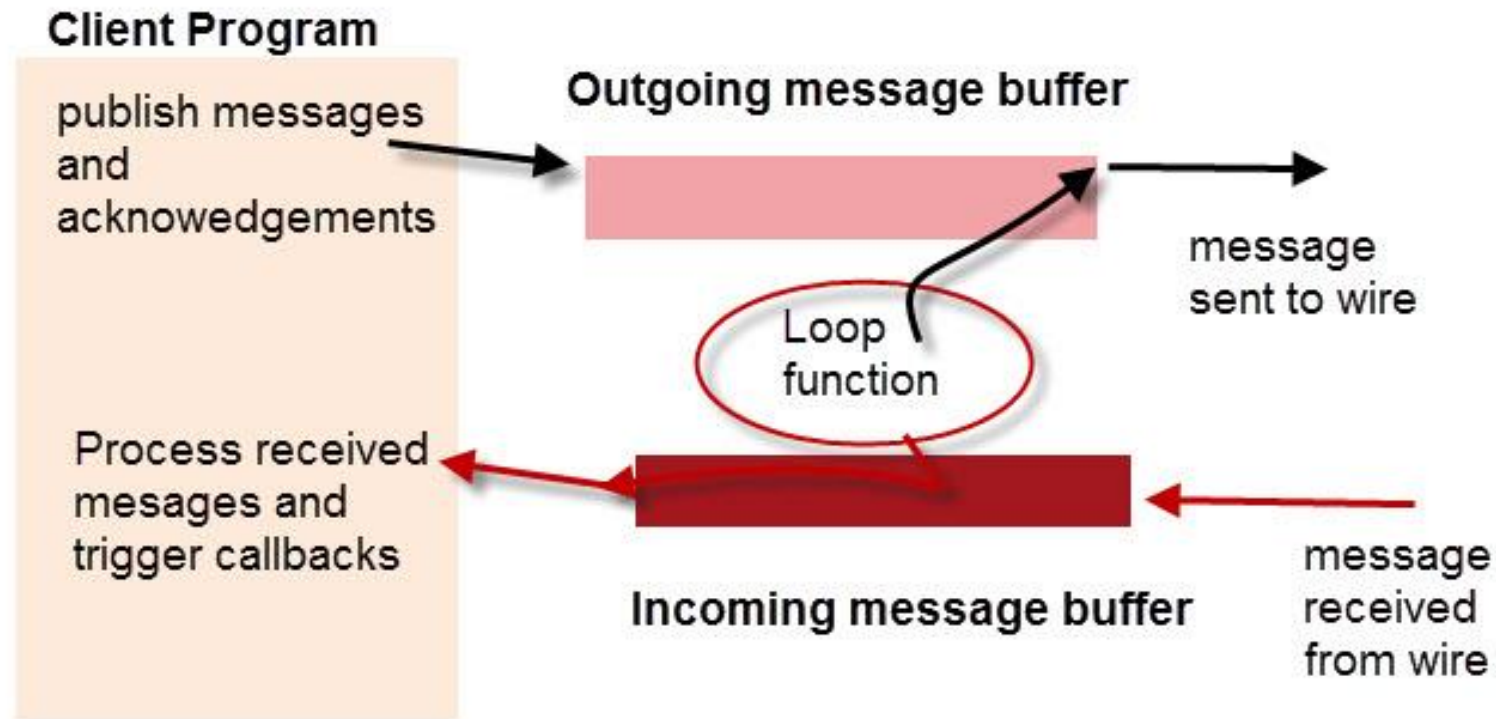 Client Program
publish messages
and
acknowedgements
Outgoing message buffer
message
sent to wire
Loop
function
Process received
mesages and
trigger callbacks
Incoming message buffer
message
received
from wire